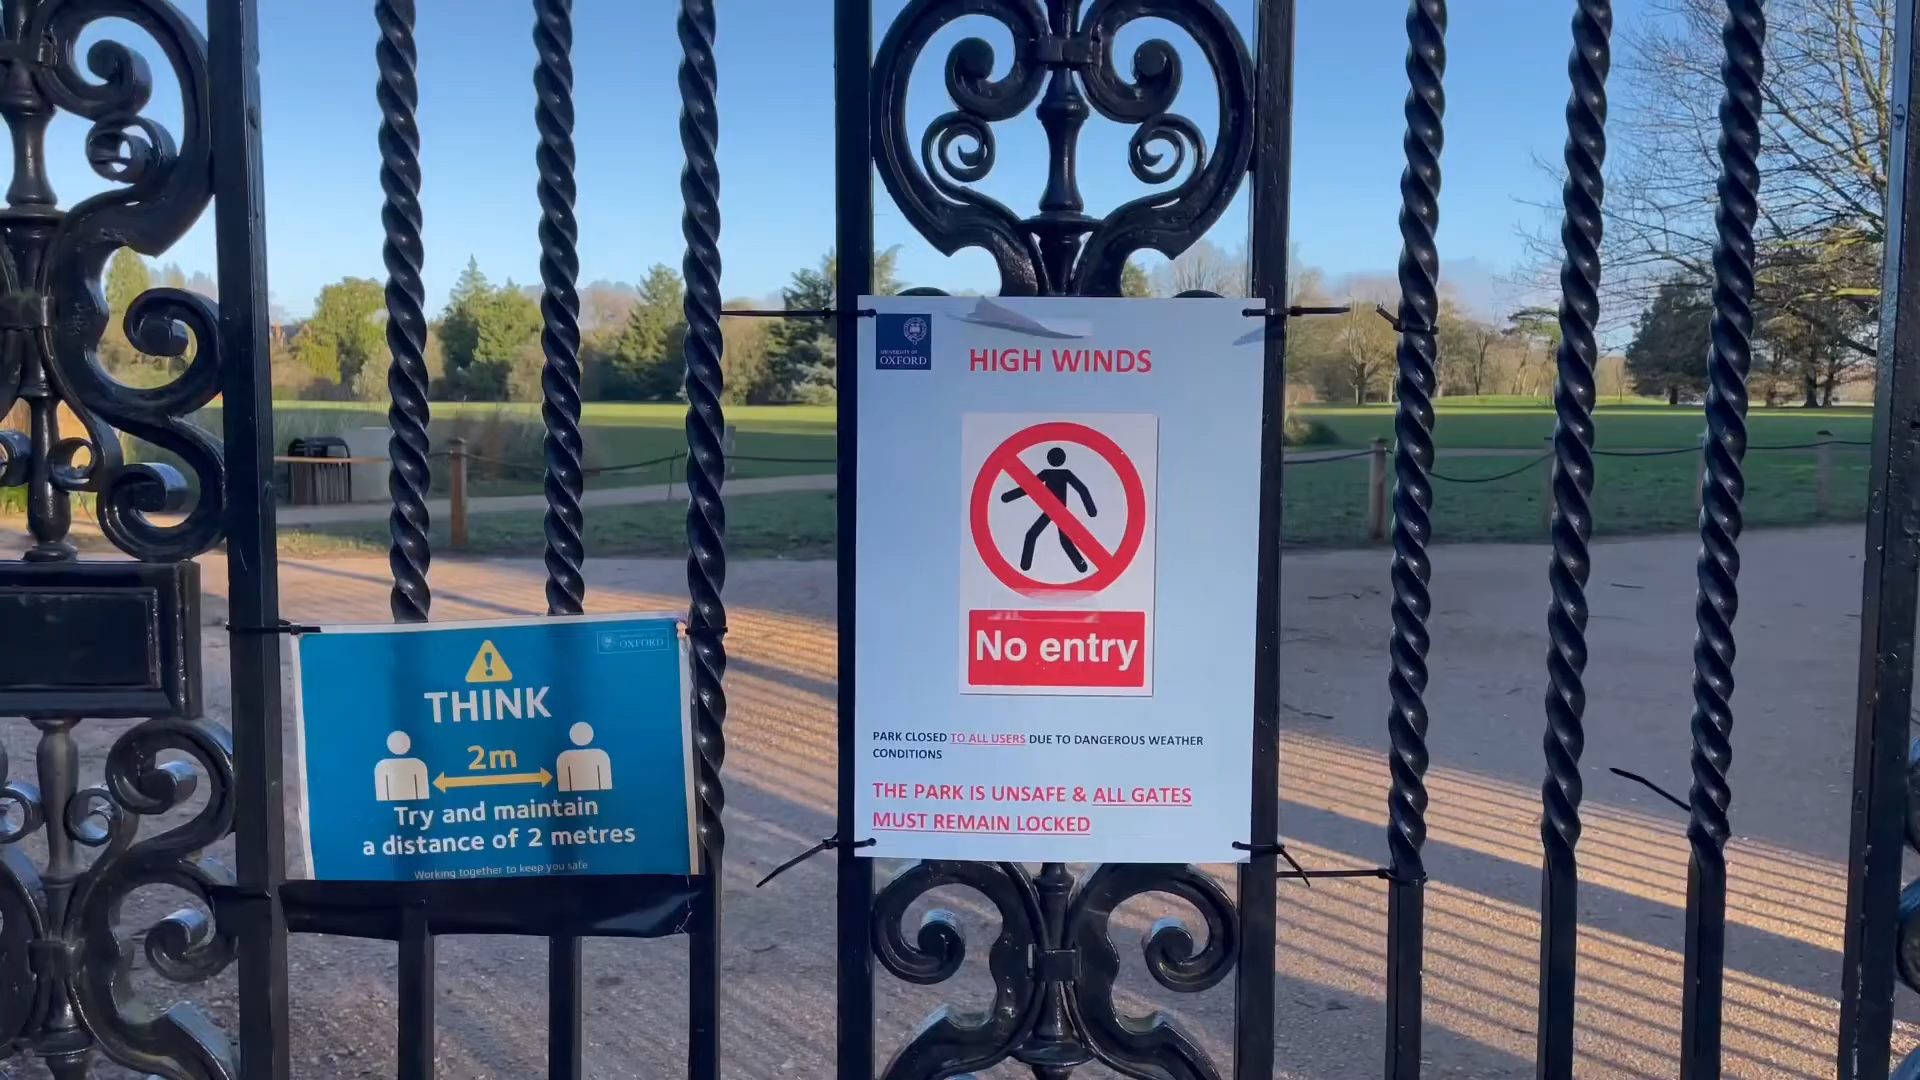 UNIVERSITY OF
OXFORD
HIGH WINDS
No entry
PARK CLOSED TO ALL USERS DUE TO DANGEROUS WEATHER
CONDITIONS
THE PARK IS UNSAFE & ALL GATES
MUST REMAIN LOCKED
UNIVERSITY OF
OXFORD
THINK
2m
Try and maintain
a distance of 2 metres
Working together to keep you safe